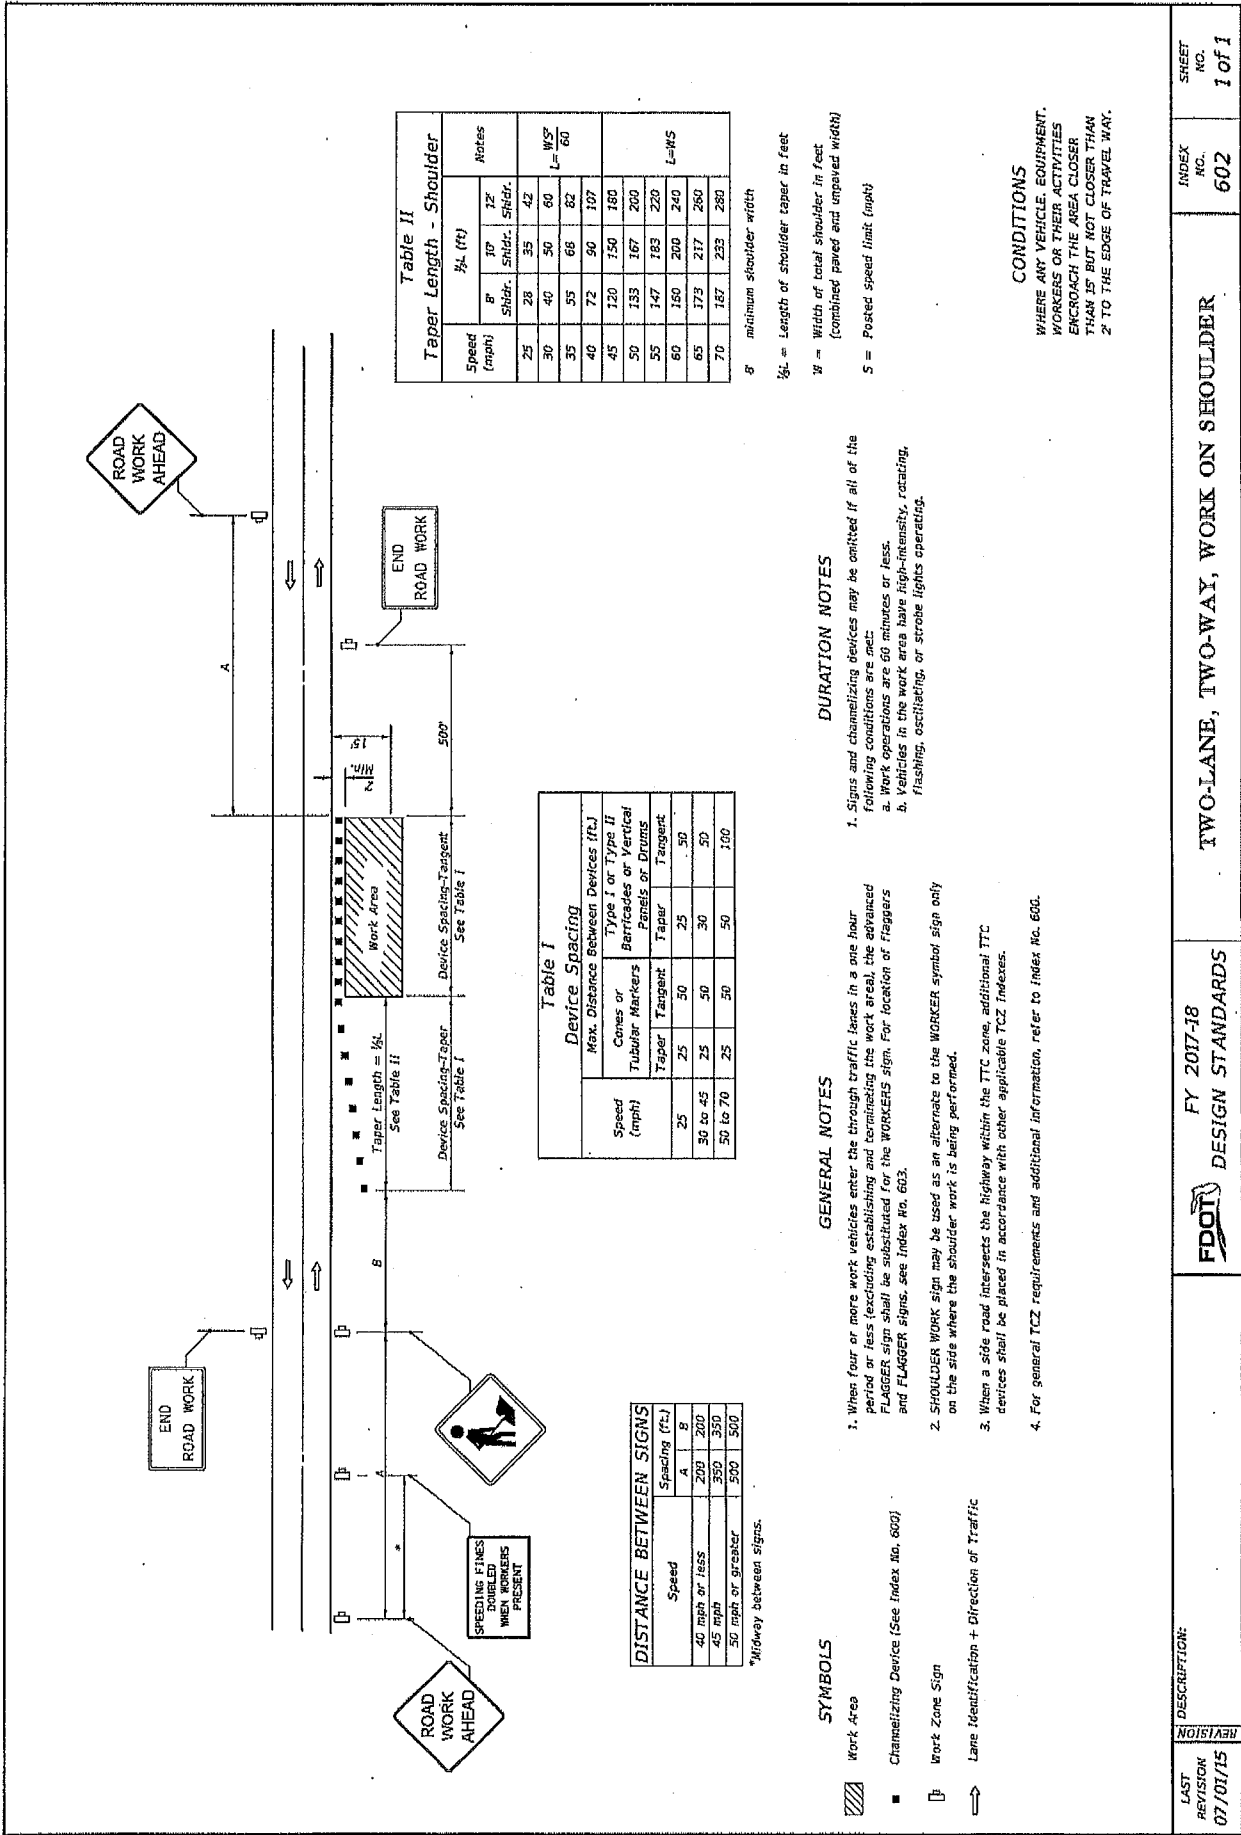 ROAD
WORK
AHEAD
END
ROAD WORK
SPEEDING FINES
DOUBLED
WHEN WORKERS
PRESENT
ROAD
WORK
AHEAD
END
ROAD WORK
A
*
B
A
Taper Length = ⅓L
See Table II
Device Spacing-Taper
See Table I
Work Area
Device Spacing-Tangent
See Table I
2'
Min.
15'
500'
DISTANCE BETWEEN SIGNS
Speed Spacing (ft.)
A B
40 mph or less 200 200
45 mph 350 350
50 mph or greater 500 500
*Midway between signs.
Table I
Device Spacing
Speed (mph) Max. Distance Between Devices (ft.)
Cones or Tubular Markers Type I or Type II Barricades or Vertical Panels or Drums
Taper Tangent Taper Tangent
25 25 50 25 50
30 to 45 25 50 30 50
50 to 70 25 50 50 100
Table II
Taper Length - Shoulder
Speed (mph) ⅓L (ft) Notes
8' Shldr. 10' Shldr. 12' Shldr.
25 28 35 42
30 40 50 60
35 55 68 82
40 72 90 107
L= WS²/60
45 120 150 180
50 133 167 200
55 147 183 220
60 160 200 240
65 173 217 260
70 187 233 280
L=WS
8' minimum shoulder width
⅓L = Length of shoulder taper in feet
W = Width of total shoulder in feet
(combined paved and unpaved width)
S = Posted speed limit (mph)
SYMBOLS
Work Area
Channelizing Device (See Index No. 600)
Work Zone Sign
Lane Identification + Direction of Traffic
GENERAL NOTES
1. When four or more work vehicles enter the through traffic lanes in a one hour
period or less (excluding establishing and terminating the work area), the advanced
FLAGGER sign shall be substituted for the WORKERS sign. For location of flaggers
and FLAGGER signs, see Index No. 603.
2. SHOULDER WORK sign may be used as an alternate to the WORKER symbol sign only
on the side where the shoulder work is being performed.
3. When a side road intersects the highway within the TTC zone, additional TTC
devices shall be placed in accordance with other applicable TCZ Indexes.
4. For general TCZ requirements and additional information, refer to Index No. 600.
DURATION NOTES
1. Signs and channelizing devices may be omitted if all of the
following conditions are met:
a. Work operations are 60 minutes or less.
b. Vehicles in the work area have high-intensity, rotating,
flashing, oscillating, or strobe lights operating.
CONDITIONS
WHERE ANY VEHICLE, EQUIPMENT,
WORKERS OR THEIR ACTIVITIES
ENCROACH THE AREA CLOSER
THAN 15' BUT NOT CLOSER THAN
2' TO THE EDGE OF TRAVEL WAY.
LAST
REVISION
07/01/15
REVISION
DESCRIPTION:
FDOT
FY 2017-18
DESIGN STANDARDS
TWO-LANE, TWO-WAY, WORK ON SHOULDER
INDEX
NO.
602
SHEET
NO.
1 of 1